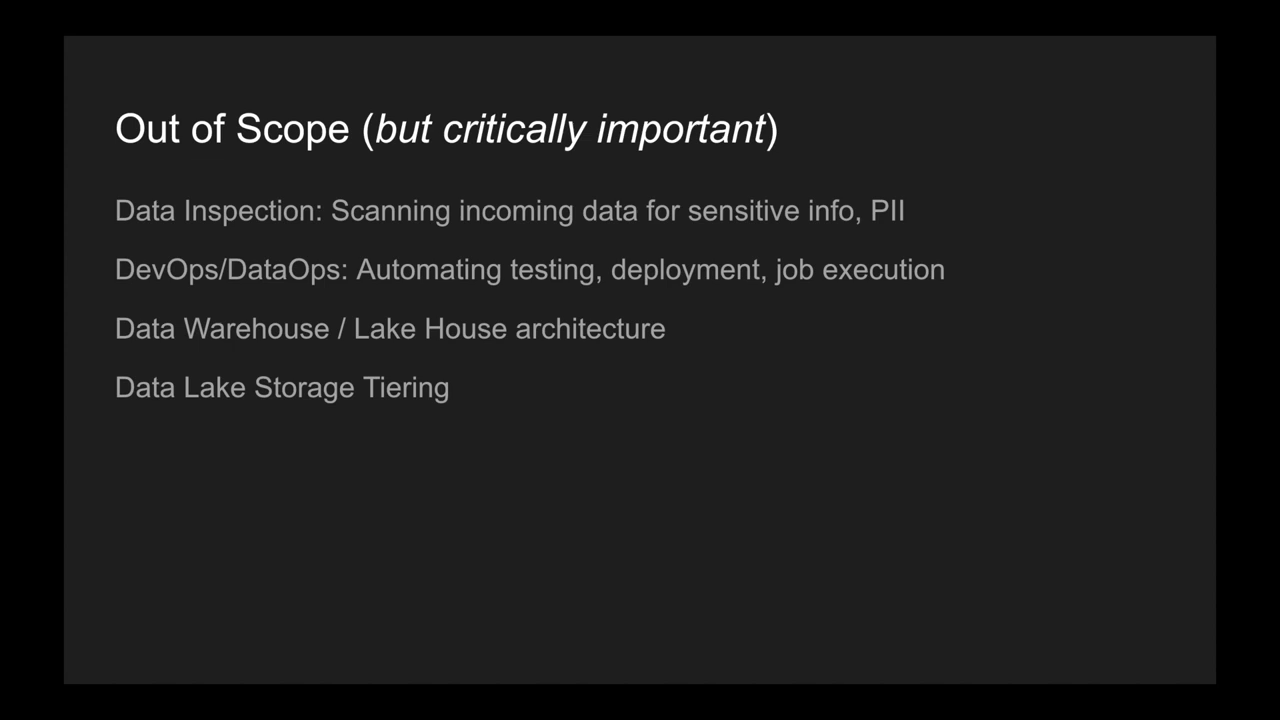 Out of Scope (but critically important)
Data Inspection: Scanning incoming data for sensitive info, PII
DevOps/DataOps: Automating testing, deployment, job execution
Data Warehouse / Lake House architecture
Data Lake Storage Tiering